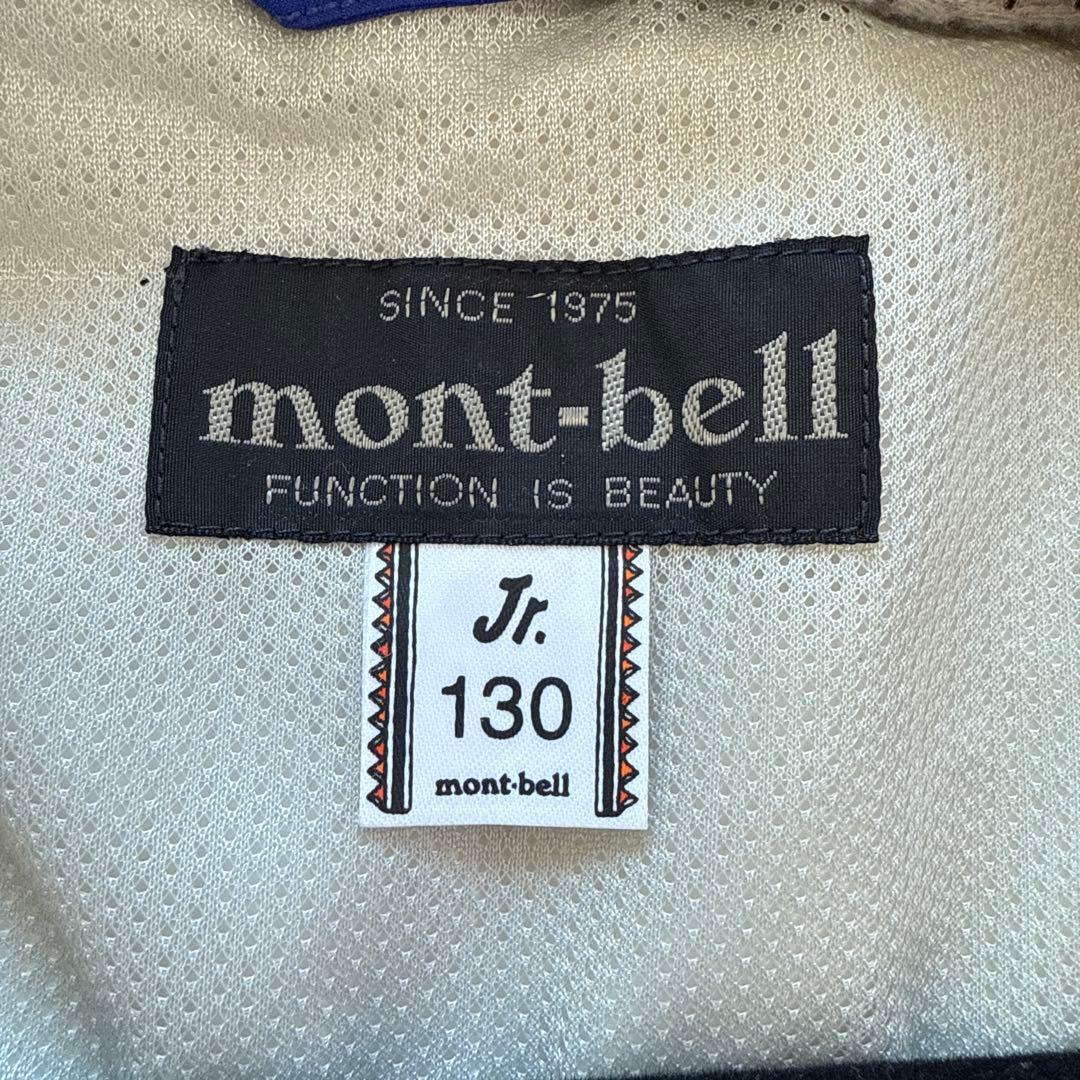 SINCE 1975
mont-bell
FUNCTION IS BEAUTY
Jr.
130
mont·bell